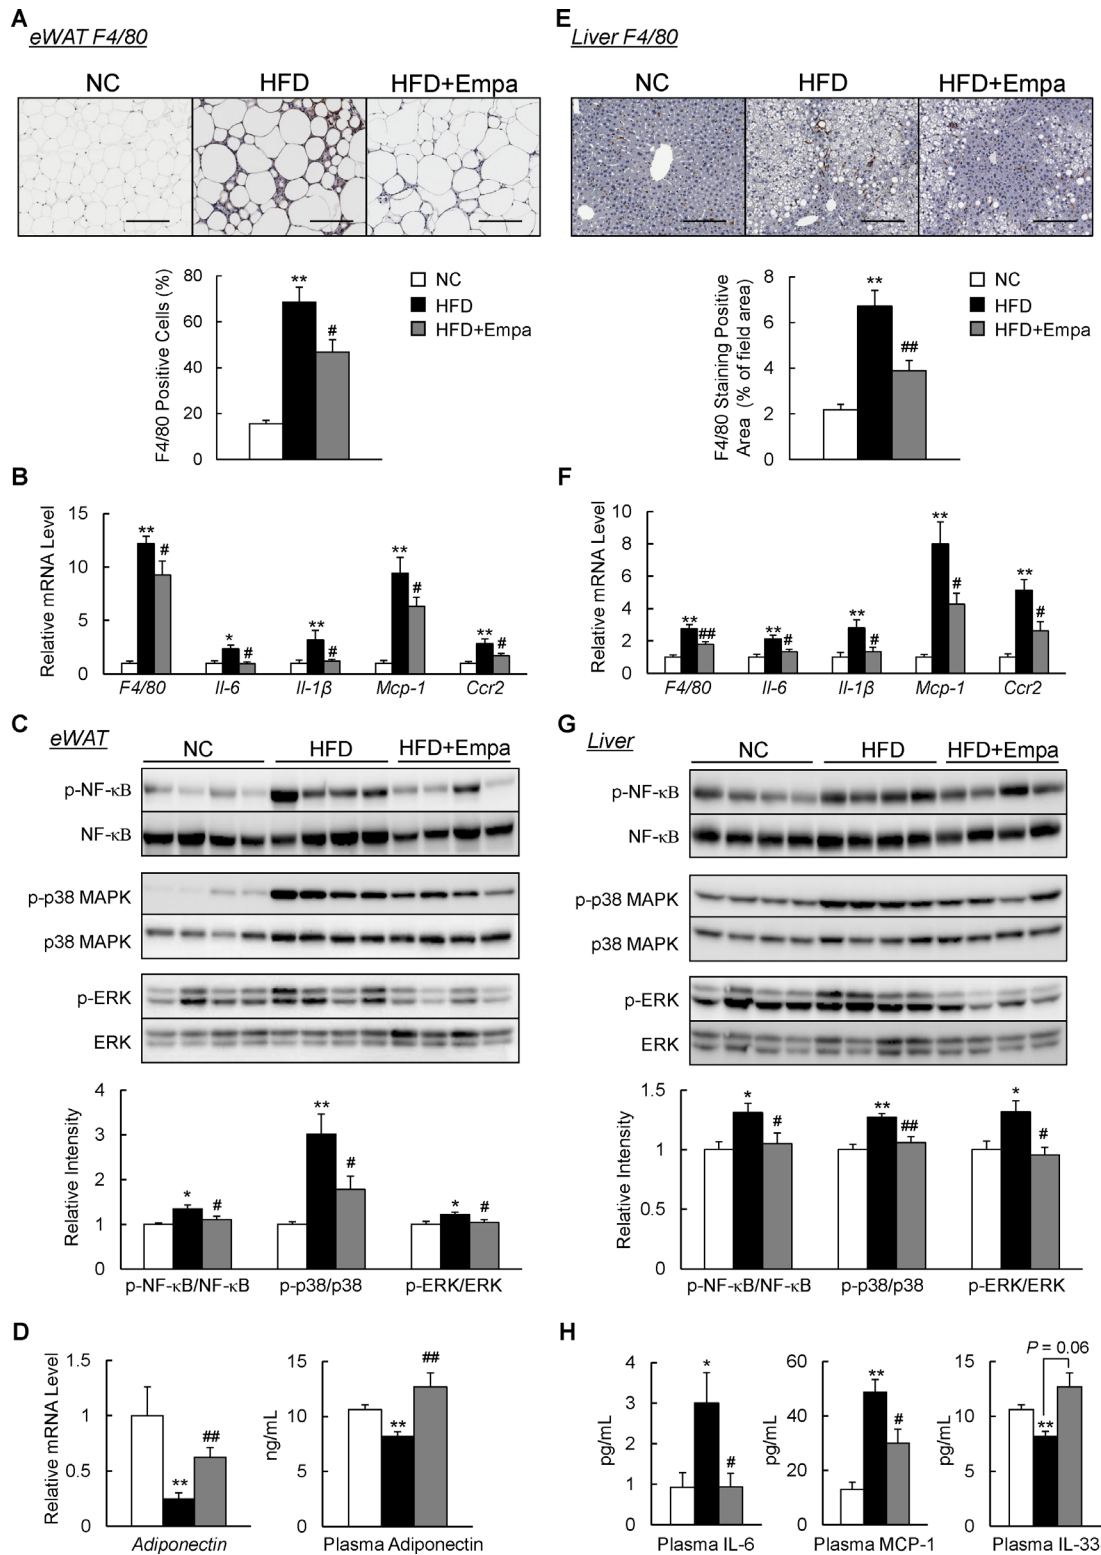 A
eWAT F4/80
NC HFD HFD+Empa
F4/80 Positive Cells (%)
80
60
40
20
0
**
#
NC
HFD
HFD+Empa
B
Relative mRNA Level
15
10
5
0
** # * # ** # ** # ** #
F4/80 Il-6 Il-1β Mcp-1 Ccr2
C
eWAT
NC HFD HFD+Empa
p-NF-κB
NF-κB
p-p38 MAPK
p38 MAPK
p-ERK
ERK
Relative Intensity
4
3
2
1
0
* # ** # * #
p-NF-κB/NF-κB p-p38/p38 p-ERK/ERK
D
Relative mRNA Level
1.5
1
0.5
0
** ##
Adiponectin
ng/mL
15
10
5
0
** ##
Plasma Adiponectin
E
Liver F4/80
NC HFD HFD+Empa
F4/80 Staining Positive
Area (% of field area)
8
6
4
2
0
**
##
NC
HFD
HFD+Empa
F
Relative mRNA Level
10
8
6
4
2
0
** ## ** # ** # ** # ** #
F4/80 Il-6 Il-1β Mcp-1 Ccr2
G
Liver
NC HFD HFD+Empa
p-NF-κB
NF-κB
p-p38 MAPK
p38 MAPK
p-ERK
ERK
Relative Intensity
1.5
1
0.5
0
* # ** ## * #
p-NF-κB/NF-κB p-p38/p38 p-ERK/ERK
H
pg/mL
4
3
2
1
0
* #
Plasma IL-6
pg/mL
60
40
20
0
** #
Plasma MCP-1
pg/mL
15
10
5
0
P = 0.06
**
Plasma IL-33